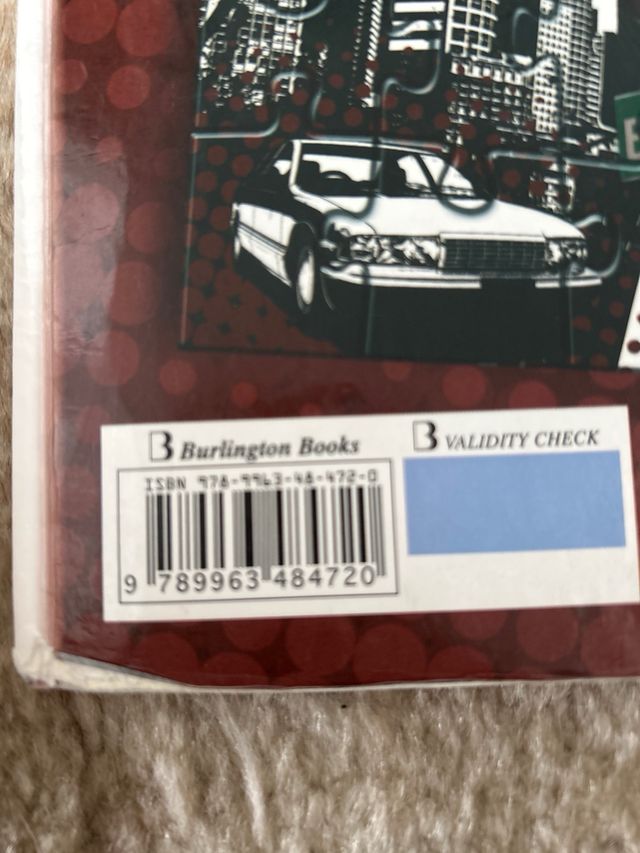 B Burlington Books
B VALIDITY CHECK
ISBN 978-9963-48-472-0
9 789963 484720